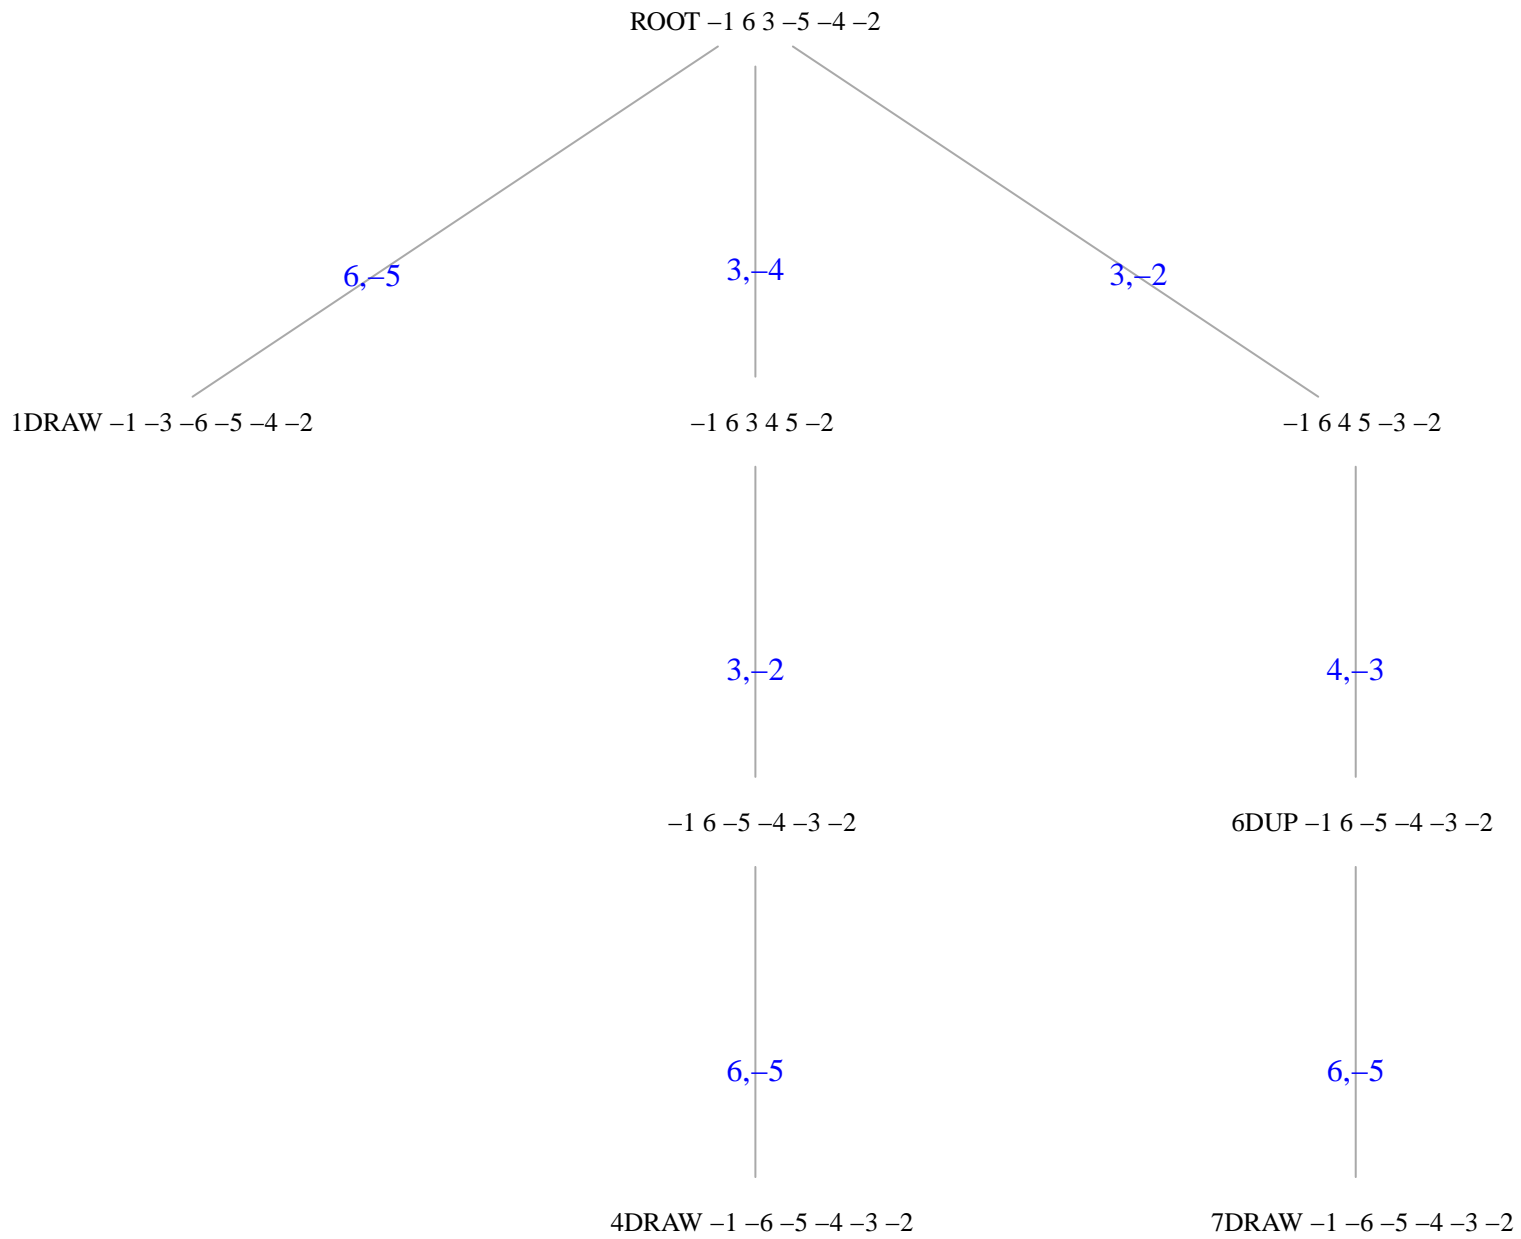 ROOT –1 6 3 –5 –4 –2
6,–5
3,–4
3,–2
1DRAW –1 –3 –6 –5 –4 –2
–1 6 3 4 5 –2
–1 6 4 5 –3 –2
3,–2
4,–3
–1 6 –5 –4 –3 –2
6DUP –1 6 –5 –4 –3 –2
6,–5
6,–5
4DRAW –1 –6 –5 –4 –3 –2
7DRAW –1 –6 –5 –4 –3 –2